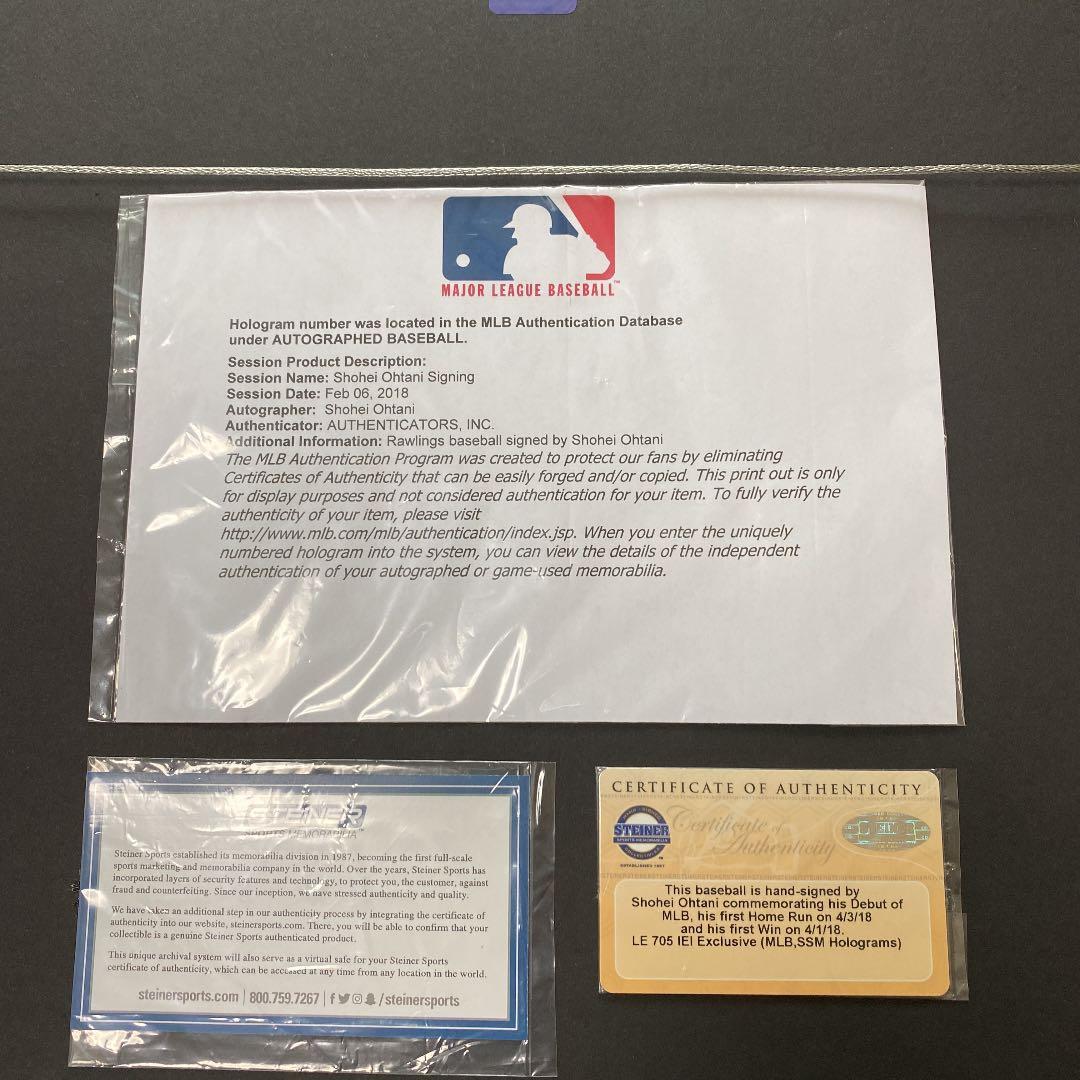 MAJOR LEAGUE BASEBALL™
Hologram number was located in the MLB Authentication Database
under AUTOGRAPHED BASEBALL.
Session Product Description:
Session Name: Shohei Ohtani Signing
Session Date: Feb 06, 2018
Autographer: Shohei Ohtani
Authenticator: AUTHENTICATORS, INC.
Additional Information: Rawlings baseball signed by Shohei Ohtani
The MLB Authentication Program was created to protect our fans by eliminating
Certificates of Authenticity that can be easily forged and/or copied. This print out is only
for display purposes and not considered authentication for your item. To fully verify the
authenticity of your item, please visit
http://www.mlb.com/mlb/authentication/index.jsp. When you enter the uniquely
numbered hologram into the system, you can view the details of the independent
authentication of your autographed or game-used memorabilia.
STEINER
SPORTS MEMORABILIA™
Steiner Sports established its memorabilia division in 1987, becoming the first full-scale
sports marketing and memorabilia company in the world. Over the years, Steiner Sports has
incorporated layers of security features and technology, to protect you, the customer, against
fraud and counterfeiting. Since our inception, we have stressed authenticity and quality.
We have taken an additional step in our authenticity process by integrating the certificate of
authenticity into our website, steinersports.com. There, you will be able to confirm that your
collectible is a genuine Steiner Sports authenticated product.
This unique archival system will also serve as a virtual safe for your Steiner Sports
certificate of authenticity, which can be accessed at any time from any location in the world.
steinersports.com | 800.759.7267 | /steinersports
CERTIFICATE OF AUTHENTICITY
STEINER
SPORTS MEMORABILIA
ESTABLISHED 1987
Certificate of
Authenticity
This baseball is hand-signed by
Shohei Ohtani commemorating his Debut of
MLB, his first Home Run on 4/3/18
and his first Win on 4/1/18.
LE 705 IEI Exclusive (MLB,SSM Holograms)